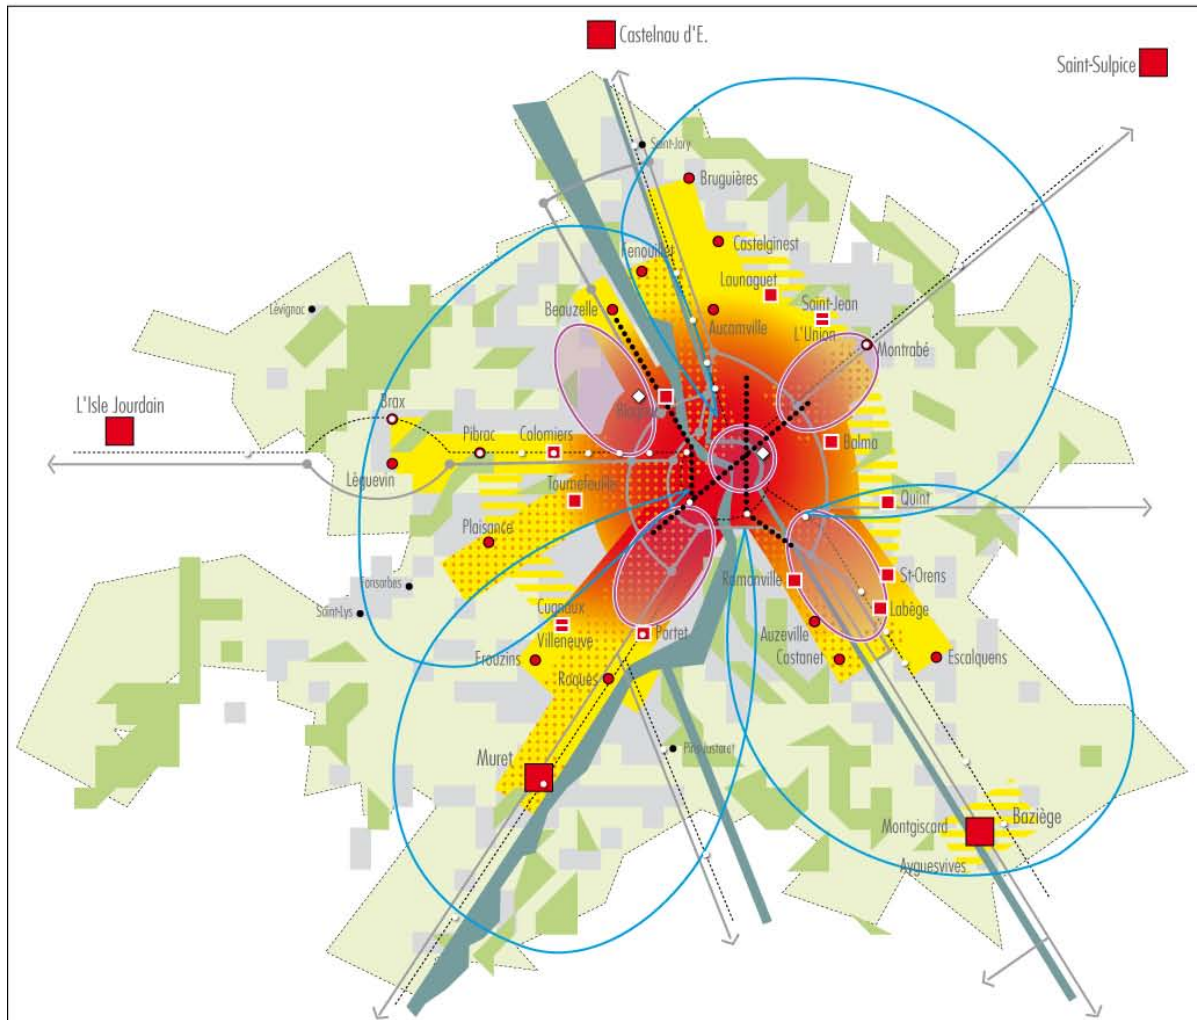 Castelnau d'E.
Saint-Sulpice
Saint-Jory
Bruguières
Castelginest
Fenouillet
Launaguet
Lévignac
Beauzelle
Saint-Jean
Aucamville
L'Union
Montrabé
Brax
L'Isle Jourdain
Blagnac
Pibrac
Colomiers
Balma
Lèguevin
Tournefeuille
Quint
Plaisance
Fonsorbes
Ramonville
St-Orens
Saint-Lys
Cugnaux
Labège
Villeneuve
Portet
Auzeville
Frouzins
Castanet
Escalquens
Roques
Muret
Pins-Justaret
Montgiscard
Baziège
Ayguesvives